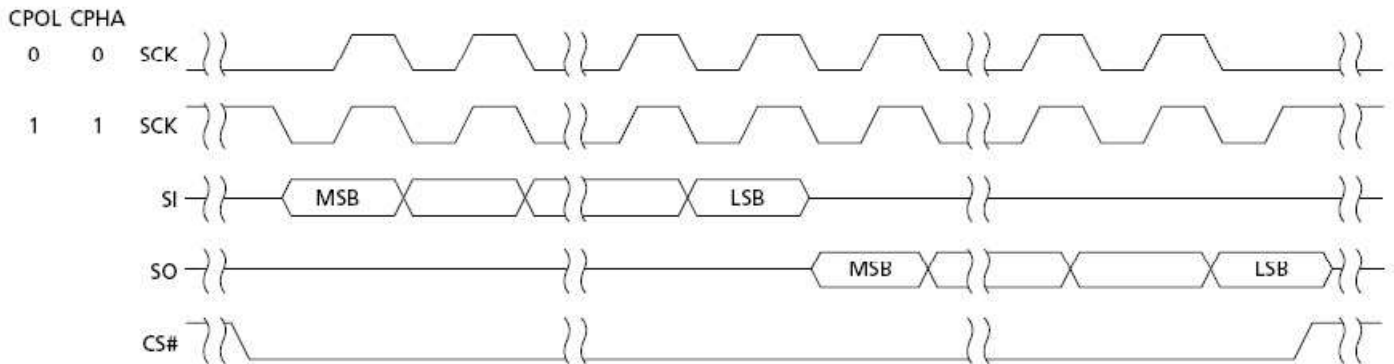 CPOL CPHA
0 0 SCK
1 1 SCK
SI MSB LSB
SO MSB LSB
CS#